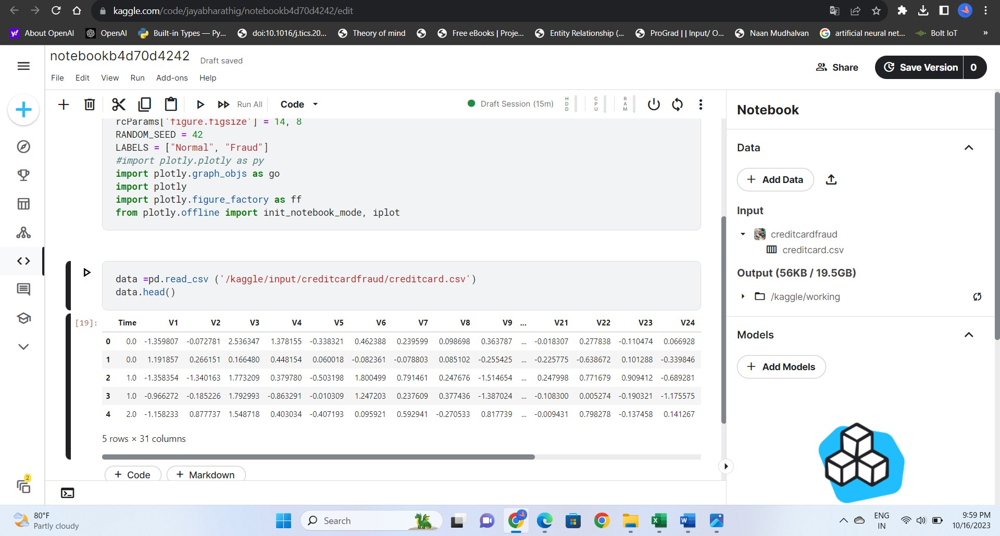 kaggle.com/code/jayabharathig/notebookb4d70d4242/edit
About OpenAI OpenAI Built-in Types — Py... doi:10.1016/j.tics.20... Theory of mind Free eBooks | Proje... Entity Relationship (... ProGrad | | Input/ O... Naan Mudhalvan artificial neural net... Bolt IoT »
notebookb4d70d4242 Draft saved
File Edit View Run Add-ons Help
Share
Save Version 0
Run All Code Draft Session (15m) HDD CPU RAM
rcParams['figure.figsize'] = 14, 8
RANDOM_SEED = 42
LABELS = ["Normal", "Fraud"]
#import plotly.plotly as py
import plotly.graph_objs as go
import plotly
import plotly.figure_factory as ff
from plotly.offline import init_notebook_mode, iplot
data =pd.read_csv ('/kaggle/input/creditcardfraud/creditcard.csv')
data.head()
[19]: Time V1 V2 V3 V4 V5 V6 V7 V8 V9 ... V21 V22 V23 V24
0 0.0 -1.359807 -0.072781 2.536347 1.378155 -0.338321 0.462388 0.239599 0.098698 0.363787 ... -0.018307 0.277838 -0.110474 0.066928
1 0.0 1.191857 0.266151 0.166480 0.448154 0.060018 -0.082361 -0.078803 0.085102 -0.255425 ... -0.225775 -0.638672 0.101288 -0.339846
2 1.0 -1.358354 -1.340163 1.773209 0.379780 -0.503198 1.800499 0.791461 0.247676 -1.514654 ... 0.247998 0.771679 0.909412 -0.689281
3 1.0 -0.966272 -0.185226 1.792993 -0.863291 -0.010309 1.247203 0.237609 0.377436 -1.387024 ... -0.108300 0.005274 -0.190321 -1.175575
4 2.0 -1.158233 0.877737 1.548718 0.403034 -0.407193 0.095921 0.592941 -0.270533 0.817739 ... -0.009431 0.798278 -0.137458 0.141267
5 rows × 31 columns
+ Code + Markdown
Notebook
Data
+ Add Data
Input
creditcardfraud
creditcard.csv
Output (56KB / 19.5GB)
/kaggle/working
Models
+ Add Models
2
80°F
Partly cloudy
Search
ENG
IN
9:59 PM
10/16/2023